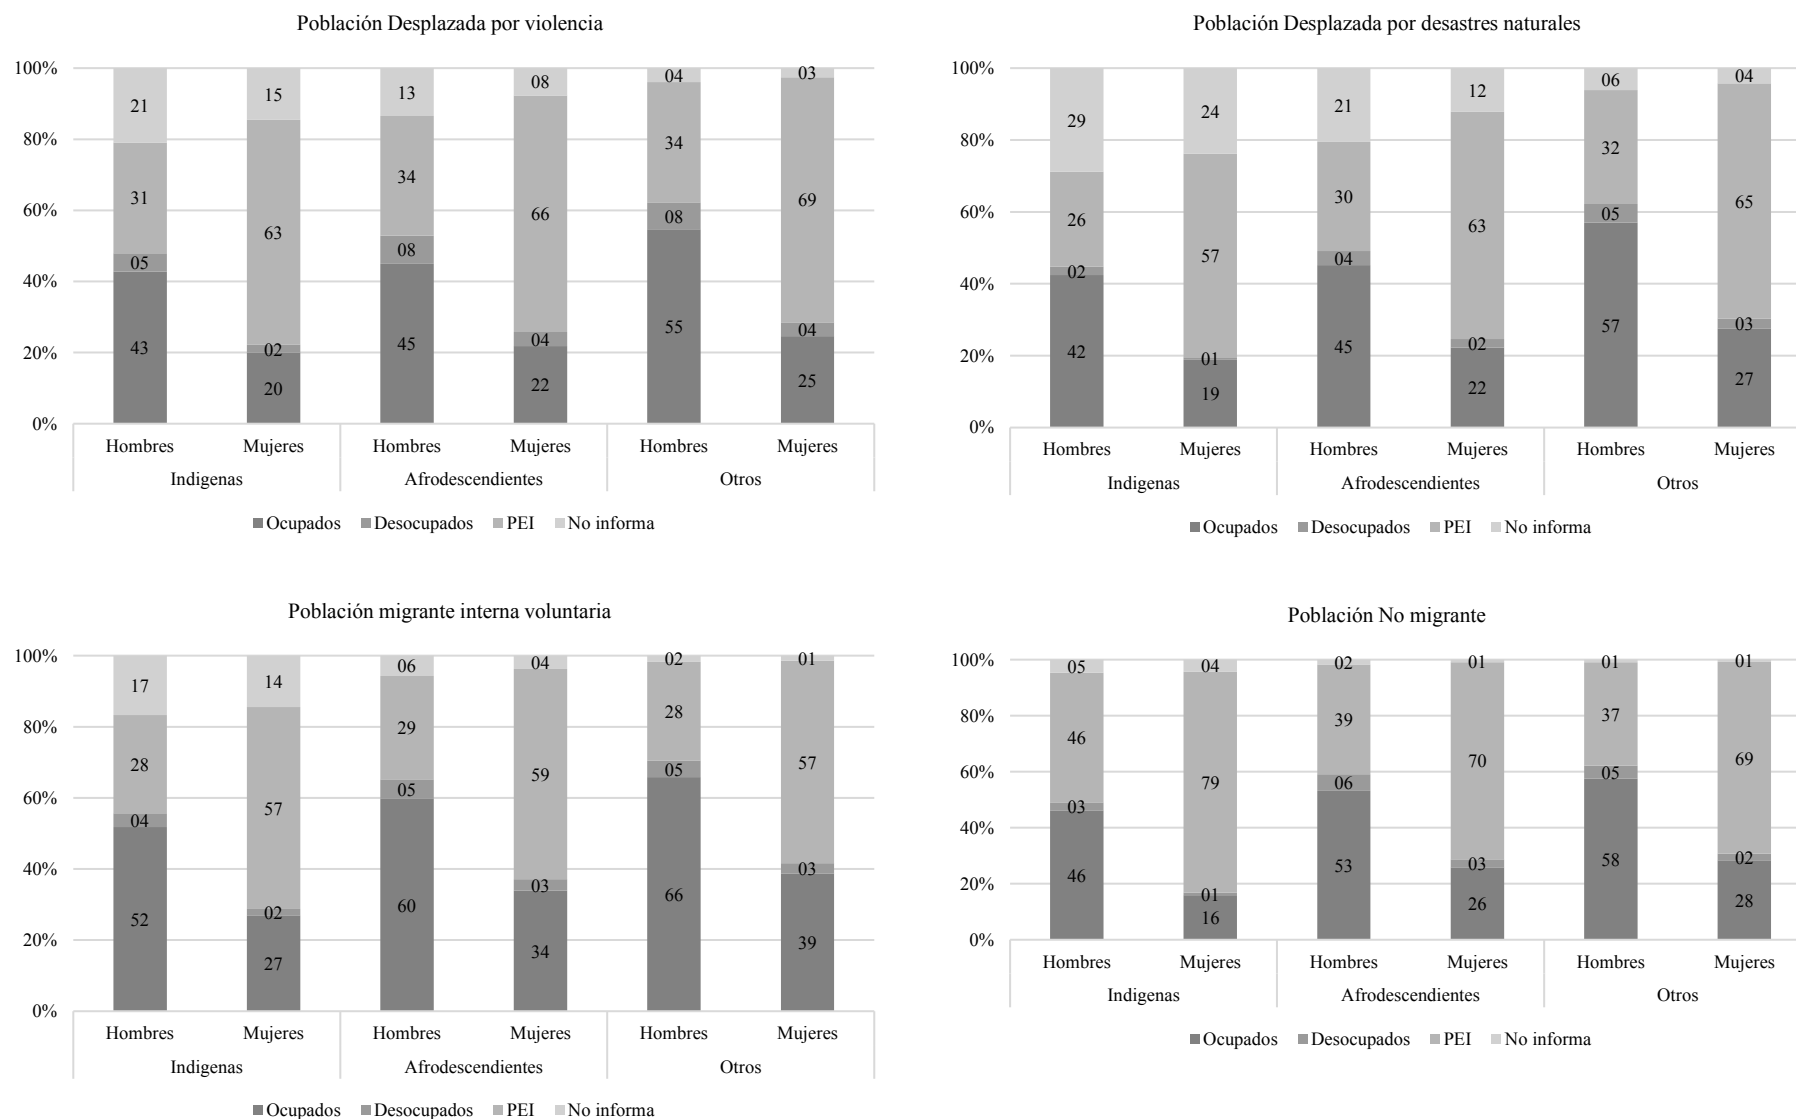 Población Desplazada por violencia
100%
80%
60%
40%
20%
0%
21 15 13 08 04 03
31 63 34 66 34 69
05 02 08 04 08 04
43 20 45 22 55 25
Hombres Mujeres Hombres Mujeres Hombres Mujeres
Indigenas Afrodescendientes Otros
Ocupados Desocupados PEI No informa
Población Desplazada por desastres naturales
100%
80%
60%
40%
20%
0%
29 24 21 12 06 04
26 57 30 63 32 65
02 01 04 02 05 03
42 19 45 22 57 27
Hombres Mujeres Hombres Mujeres Hombres Mujeres
Indigenas Afrodescendientes Otros
Ocupados Desocupados PEI No informa
Población migrante interna voluntaria
100%
80%
60%
40%
20%
0%
17 14 06 04 02 01
28 57 29 59 28 57
04 02 05 03 05 03
52 27 60 34 66 39
Hombres Mujeres Hombres Mujeres Hombres Mujeres
Indigenas Afrodescendientes Otros
Ocupados Desocupados PEI No informa
Población No migrante
100%
80%
60%
40%
20%
0%
05 04 02 01 01 01
46 79 39 70 37 69
03 01 06 03 05 02
46 16 53 26 58 28
Hombres Mujeres Hombres Mujeres Hombres Mujeres
Indigenas Afrodescendientes Otros
Ocupados Desocupados PEI No informa